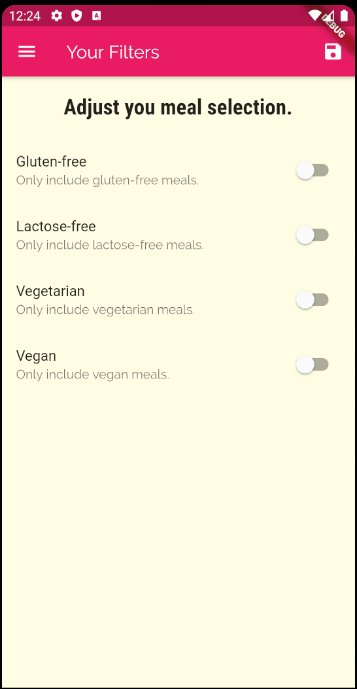 12:24
A
DEBUG
Your Filters
Adjust you meal selection.
Gluten-free
Only include gluten-free meals.
Lactose-free
Only include lactose-free meals.
Vegetarian
Only include vegetarian meals.
Vegan
Only include vegan meals.